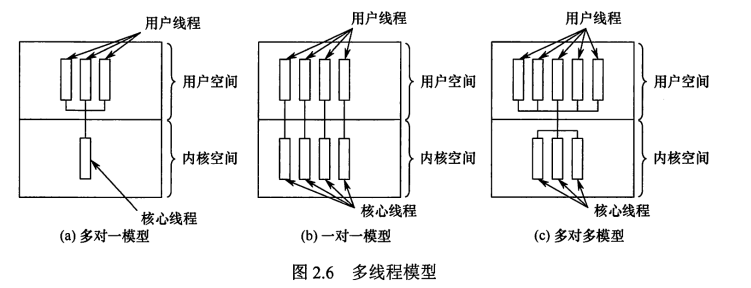 用户线程
用户空间
内核空间
核心线程
(a) 多对一模型
用户线程
用户空间
内核空间
核心线程
(b) 一对一模型
用户线程
用户空间
内核空间
核心线程
(c) 多对多模型
图 2.6 多线程模型